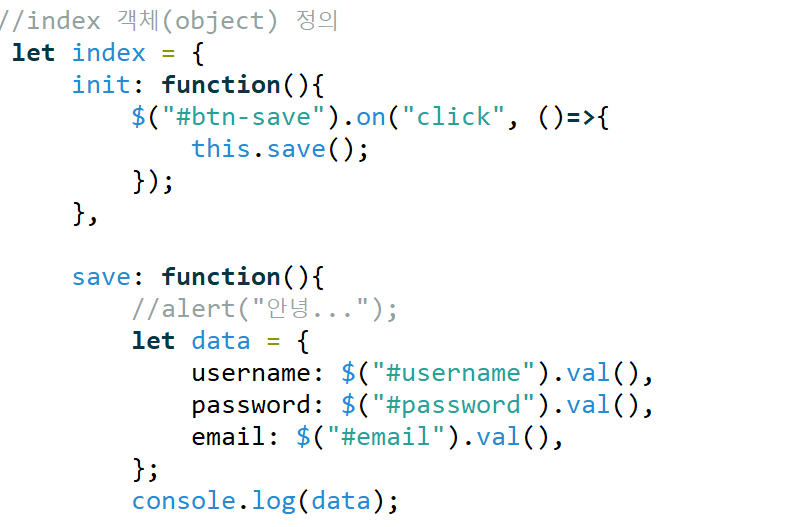 //index 객체(object) 정의
let index = {
    init: function(){
        $("#btn-save").on("click", ()=>{
            this.save();
        });
    },
    save: function(){
        //alert("안녕...");
        let data = {
            username: $("#username").val(),
            password: $("#password").val(),
            email: $("#email").val(),
        };
        console.log(data);